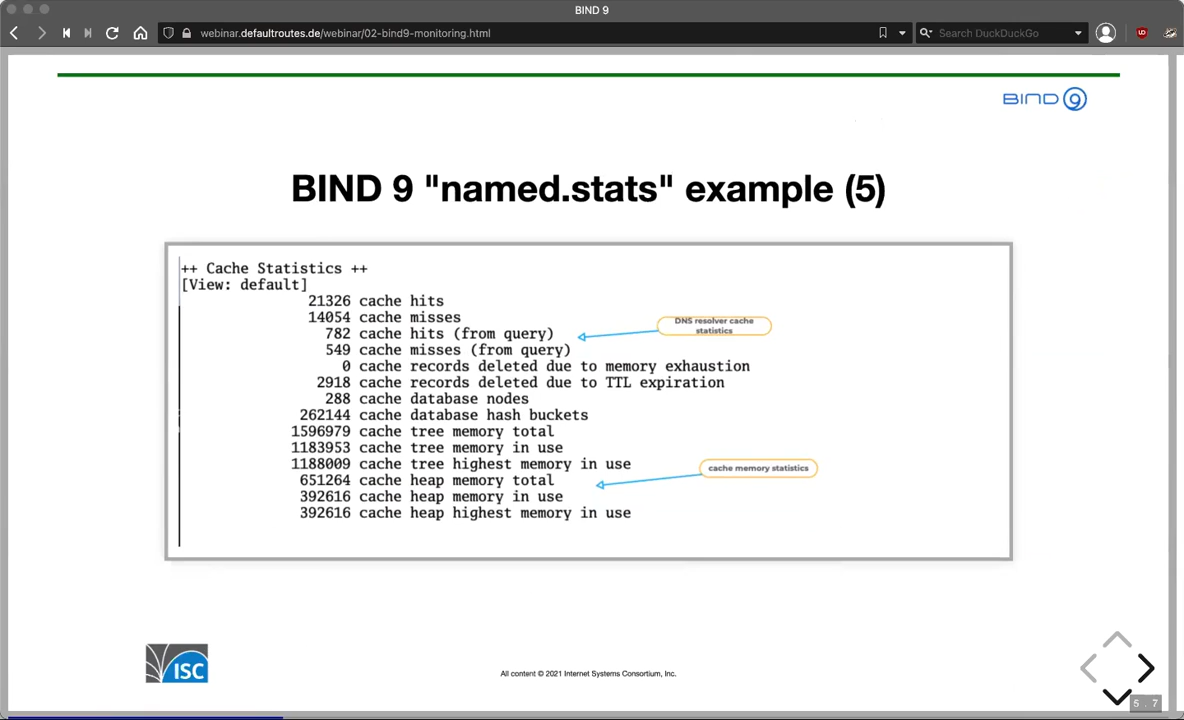 BIND 9
webinar.defaultroutes.de/webinar/02-bind9-monitoring.html
Search DuckDuckGo
BIND 9
BIND 9 "named.stats" example (5)
++ Cache Statistics ++
[View: default]
21326 cache hits
14054 cache misses
782 cache hits (from query)
549 cache misses (from query)
0 cache records deleted due to memory exhaustion
2918 cache records deleted due to TTL expiration
288 cache database nodes
262144 cache database hash buckets
1596979 cache tree memory total
1183953 cache tree memory in use
1188009 cache tree highest memory in use
651264 cache heap memory total
392616 cache heap memory in use
392616 cache heap highest memory in use
DNS resolver cache
statistics
cache memory statistics
ISC
All content © 2021 Internet Systems Consortium, Inc.
5 . 7